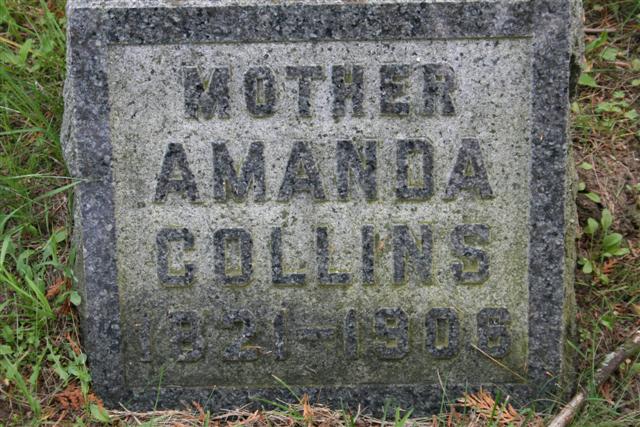 MOTHER
AMANDA
COLLINS
1821-1906